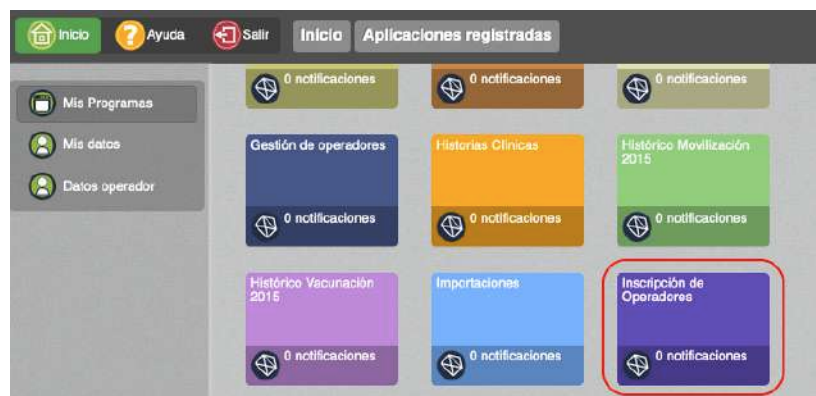 Inicio
Ayuda
Salir
Inicio
Aplicaciones registradas
Mis Programas
Mis datos
Datos operador
0 notificaciones
0 notificaciones
0 notificaciones
Gestión de operadores
0 notificaciones
Historias Clínicas
0 notificaciones
Histórico Movilización
2015
0 notificaciones
Histórico Vacunación
2015
0 notificaciones
Importaciones
0 notificaciones
Inscripción de
Operadores
0 notificaciones